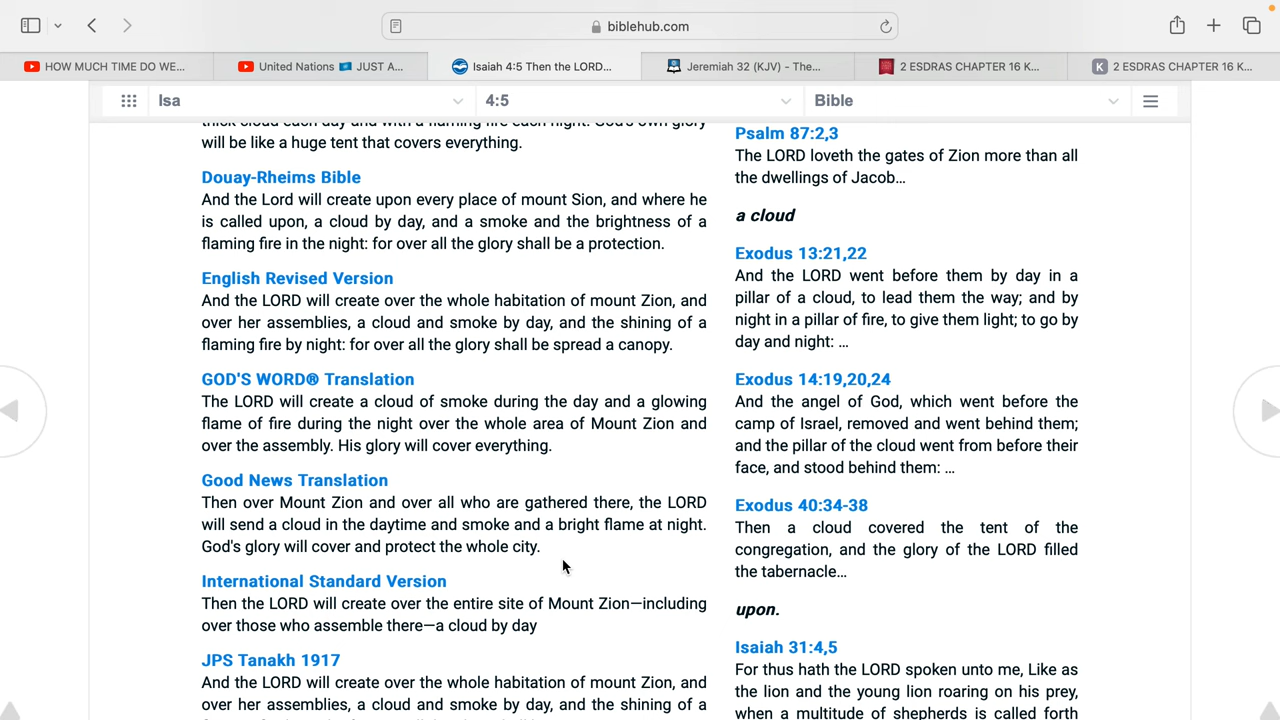 biblehub.com
HOW MUCH TIME DO WE...
United Nations JUST A...
Isaiah 4:5 Then the LORD...
Jeremiah 32 (KJV) - The...
2 ESDRAS CHAPTER 16 K...
K 2 ESDRAS CHAPTER 16 K...
Isa
4:5
Bible
thick cloud each day and with a flaming fire each night. God's own glory
will be like a huge tent that covers everything.
Douay-Rheims Bible
And the Lord will create upon every place of mount Sion, and where he
is called upon, a cloud by day, and a smoke and the brightness of a
flaming fire in the night: for over all the glory shall be a protection.
English Revised Version
And the LORD will create over the whole habitation of mount Zion, and
over her assemblies, a cloud and smoke by day, and the shining of a
flaming fire by night: for over all the glory shall be spread a canopy.
GOD'S WORD® Translation
The LORD will create a cloud of smoke during the day and a glowing
flame of fire during the night over the whole area of Mount Zion and
over the assembly. His glory will cover everything.
Good News Translation
Then over Mount Zion and over all who are gathered there, the LORD
will send a cloud in the daytime and smoke and a bright flame at night.
God's glory will cover and protect the whole city.
International Standard Version
Then the LORD will create over the entire site of Mount Zion—including
over those who assemble there—a cloud by day
JPS Tanakh 1917
And the LORD will create over the whole habitation of mount Zion, and
over her assemblies, a cloud and smoke by day, and the shining of a
Psalm 87:2,3
The LORD loveth the gates of Zion more than all
the dwellings of Jacob…
a cloud
Exodus 13:21,22
And the LORD went before them by day in a
pillar of a cloud, to lead them the way; and by
night in a pillar of fire, to give them light; to go by
day and night: …
Exodus 14:19,20,24
And the angel of God, which went before the
camp of Israel, removed and went behind them;
and the pillar of the cloud went from before their
face, and stood behind them: …
Exodus 40:34-38
Then a cloud covered the tent of the
congregation, and the glory of the LORD filled
the tabernacle…
upon.
Isaiah 31:4,5
For thus hath the LORD spoken unto me, Like as
the lion and the young lion roaring on his prey,
when a multitude of shepherds is called forth